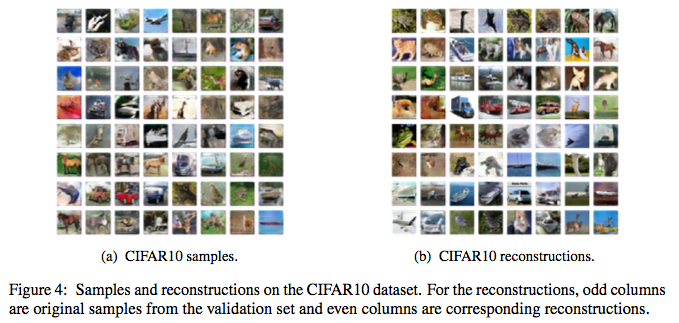 (a) CIFAR10 samples.
(b) CIFAR10 reconstructions.
Figure 4: Samples and reconstructions on the CIFAR10 dataset. For the reconstructions, odd columns
are original samples from the validation set and even columns are corresponding reconstructions.